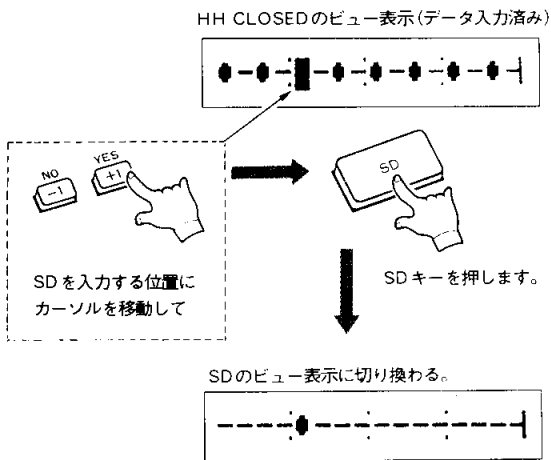 HH CLOSEDのビュー表示(データ入力済み)
NO
YES
-1
+1
SD
SDを入力する位置に
カーソルを移動して
SDキーを押します。
SDのビュー表示に切り換わる。